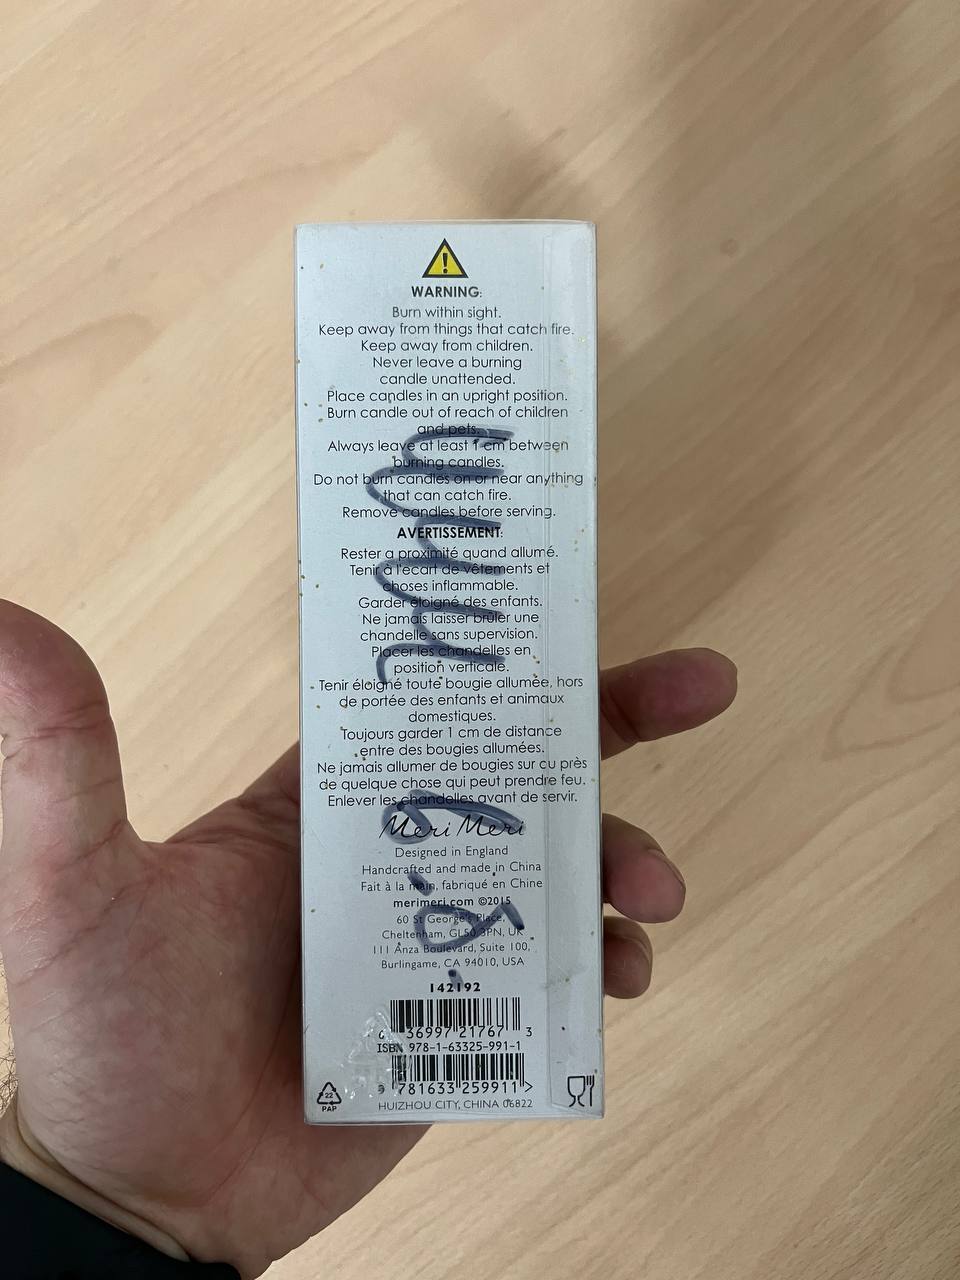 WARNING:
Burn within sight.
Keep away from things that catch fire.
Keep away from children.
Never leave a burning
candle unattended.
Place candles in an upright position.
Burn candle out of reach of children
and pets.
Always leave at least 1 cm between
burning candles.
Do not burn candles on or near anything
that can catch fire.
Remove candles before serving.
AVERTISSEMENT:
Rester a proximité quand allumé.
Tenir à l'ecart de vêtements et
choses inflammable.
Garder éloigné des enfants.
Ne jamais laisser brûler une
chandelle sans supervision.
Placer les chandelles en
position verticale.
Tenir éloigné toute bougie allumée, hors
de portée des enfants et animaux
domestiques.
Toujours garder 1 cm de distance
entre des bougies allumées.
Ne jamais allumer de bougies sur cu près
de quelque chose qui peut prendre feu.
Enlever les chandelles avant de servir.
Meri Meri
Designed in England
Handcrafted and made in China
Fait à la main, fabriqué en Chine
merimeri.com ©2015
60 St George's Place,
Cheltenham, GL50 3PN, UK
111 Anza Boulevard, Suite 100,
Burlingame, CA 94010, USA
142192
6 36997 21767 3
ISBN 978-1-63325-991-1
9 781633 259911 >
22
PAP
HUIZHOU CITY, CHINA 06822